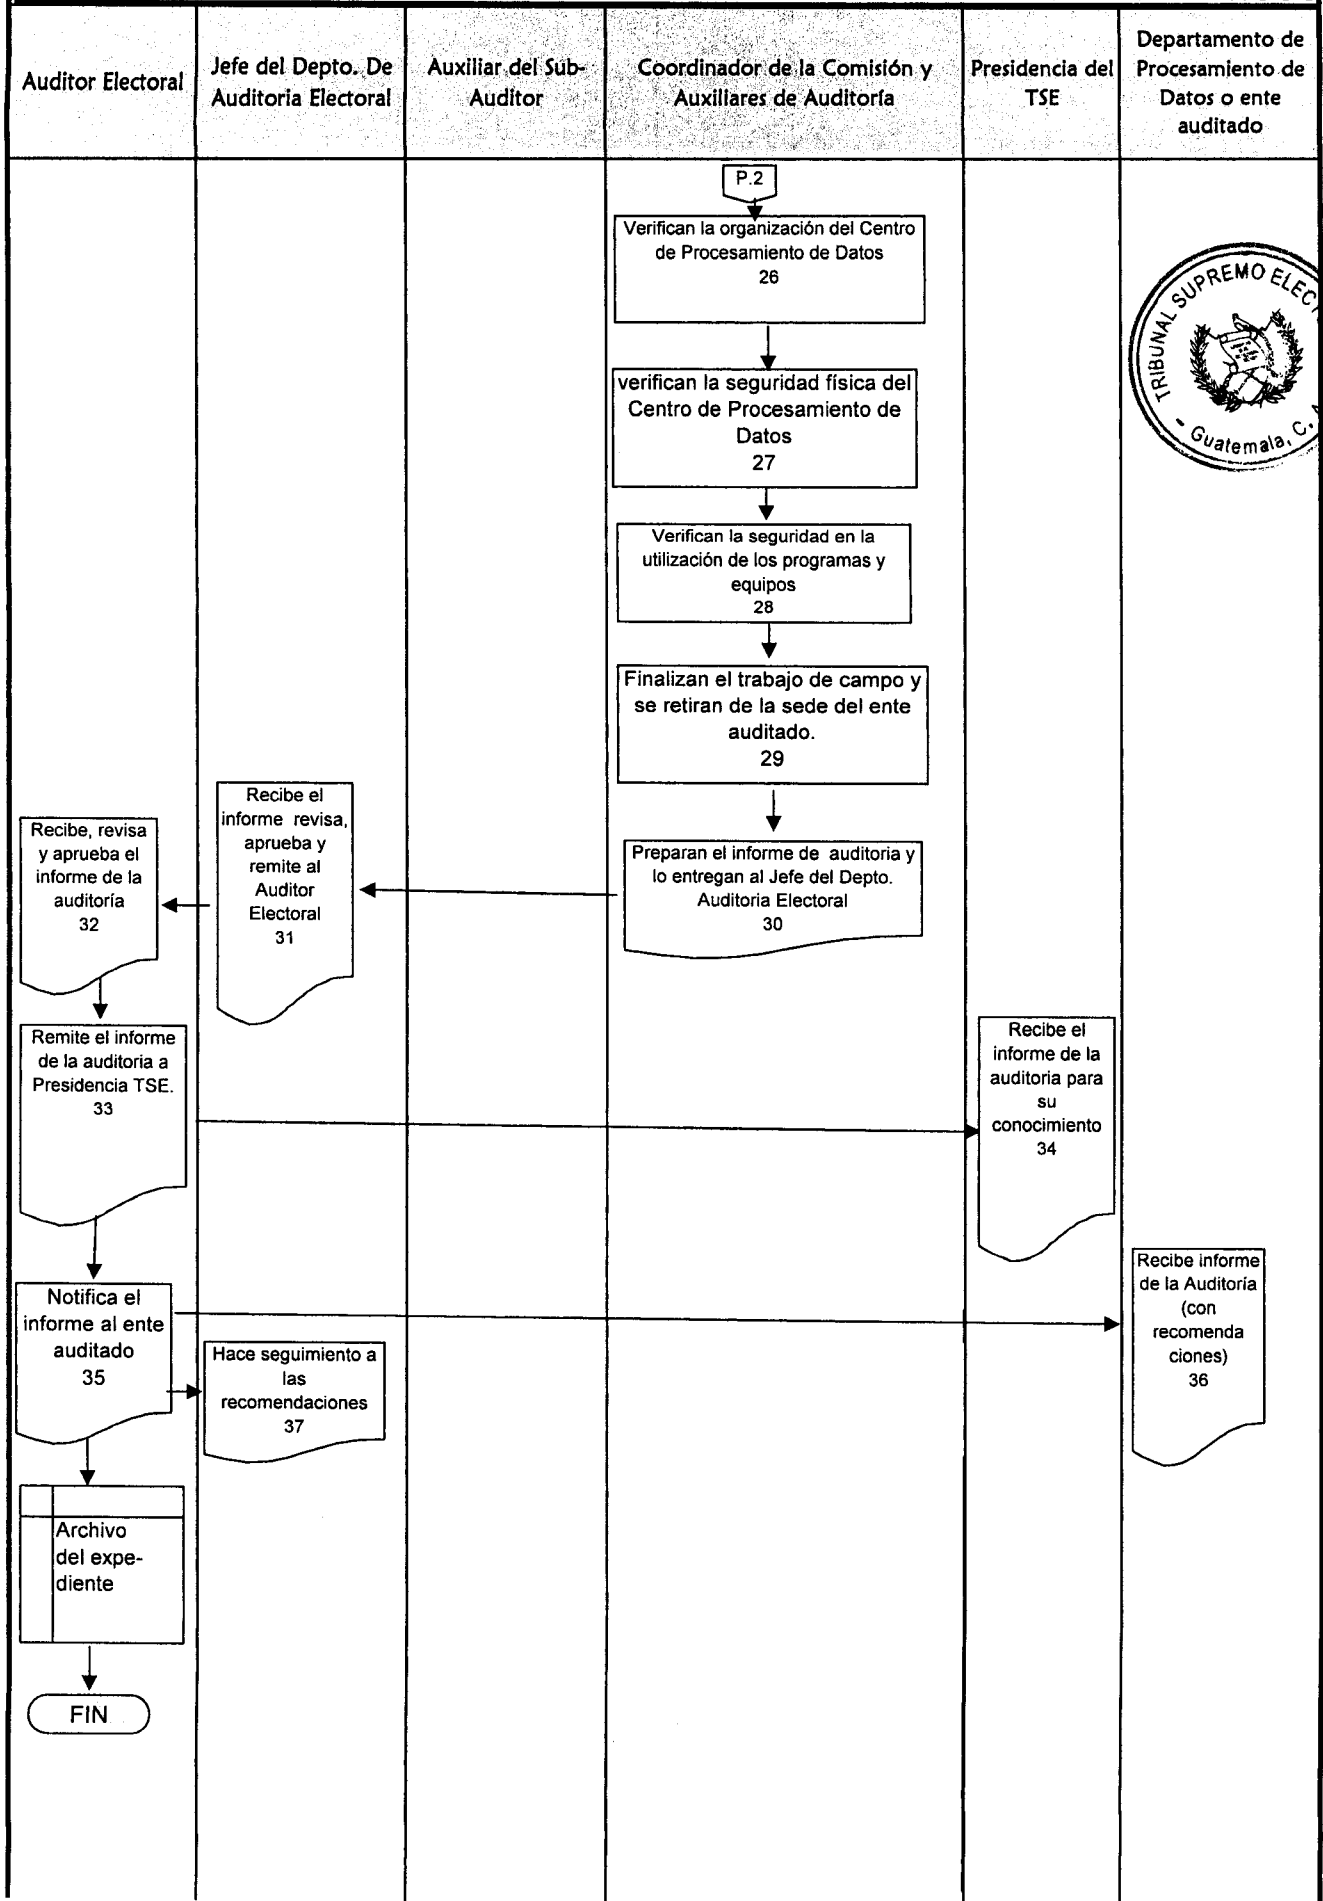 Auditor Electoral
Jefe del Depto. De
Auditoria Electoral
Auxiliar del Sub-
Auditor
Coordinador de la Comisión y
Auxiliares de Auditoría
Presidencia del
TSE
Departamento de
Procesamiento de
Datos o ente
auditado
P.2
Verifican la organización del Centro
de Procesamiento de Datos
26
TRIBUNAL SUPREMO ELEC
Guatemala, C. A
verifican la seguridad física del
Centro de Procesamiento de
Datos
27
Verifican la seguridad en la
utilización de los programas y
equipos
28
Finalizan el trabajo de campo y
se retiran de la sede del ente
auditado.
29
Preparan el informe de auditoria y
lo entregan al Jefe del Depto.
Auditoria Electoral
30
Recibe el
informe revisa,
aprueba y
remite al
Auditor
Electoral
31
Recibe, revisa
y aprueba el
informe de la
auditoría
32
Remite el informe
de la auditoria a
Presidencia TSE.
33
Recibe el
informe de la
auditoria para
su
conocimiento
34
Notifica el
informe al ente
auditado
35
Recibe informe
de la Auditoría
(con
recomenda
ciones)
36
Hace seguimiento a
las
recomendaciones
37
Archivo
del expe-
diente
FIN